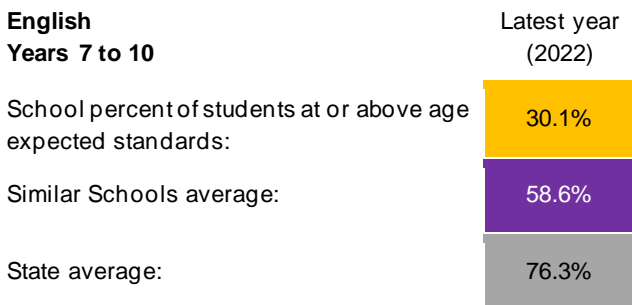 English
Latest year
Years 7 to 10
(2022)
School percent of students at or above age
expected standards:
30.1%
Similar Schools average:
58.6%
State average:
76.3%